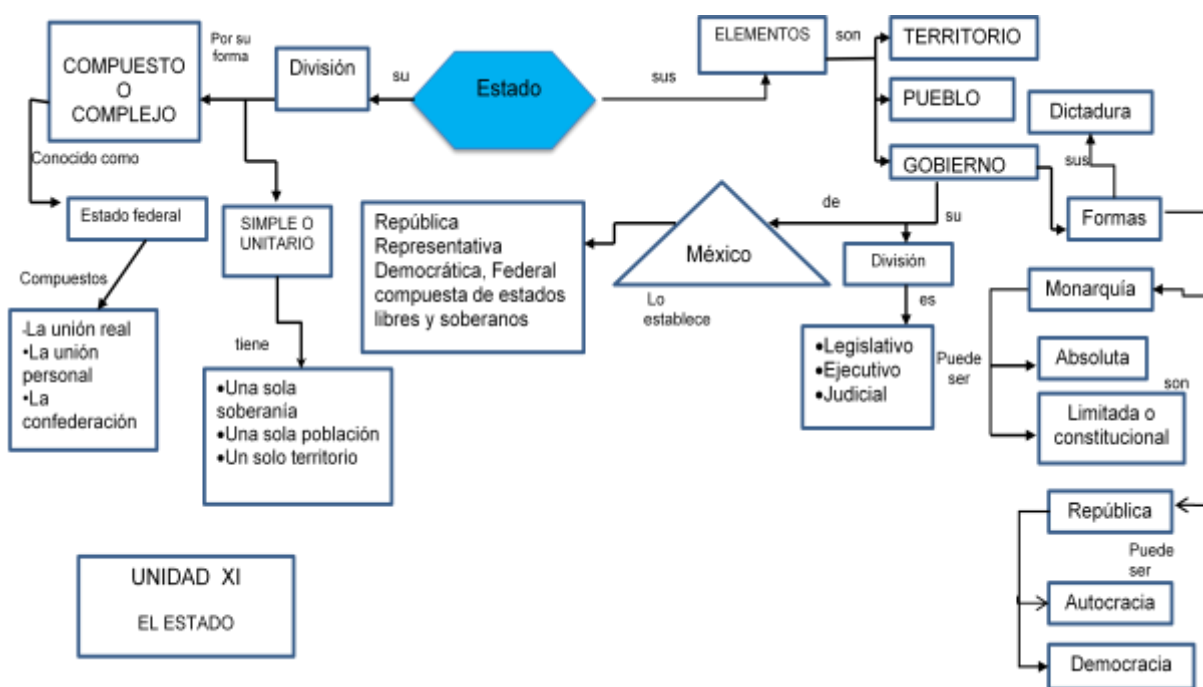 COMPUESTO
O
COMPLEJO
Por su
forma
División
su
Estado
sus
ELEMENTOS
son
TERRITORIO
PUEBLO
GOBIERNO
Dictadura
sus
Formas
Conocido como
Estado federal
Compuestos
-La unión real
•La unión
personal
•La
confederación
SIMPLE O
UNITARIO
tiene
•Una sola
soberanía
•Una sola población
•Un solo territorio
República
Representativa
Democrática, Federal
compuesta de estados
libres y soberanos
México
Lo
establece
de
su
División
es
•Legislativo
•Ejecutivo
•Judicial
Puede
ser
Monarquía
Absoluta
son
Limitada o
constitucional
República
Puede
ser
Autocracia
Democracia
UNIDAD XI
EL ESTADO